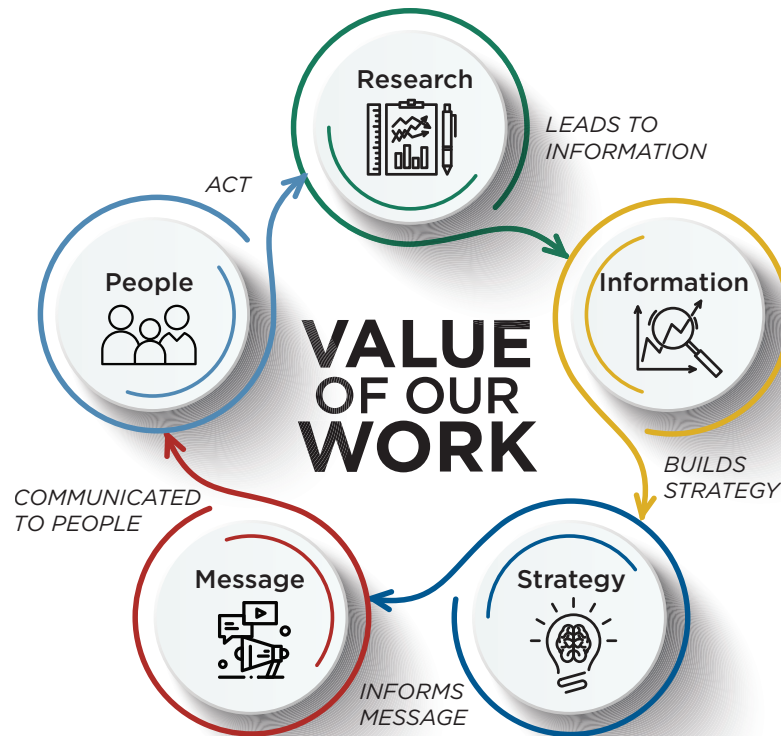 Research
LEADS TO
INFORMATION
ACT
People
Information
VALUE
OF OUR
WORK
BUILDS
STRATEGY
COMMUNICATED
TO PEOPLE
Message
Strategy
INFORMS
MESSAGE